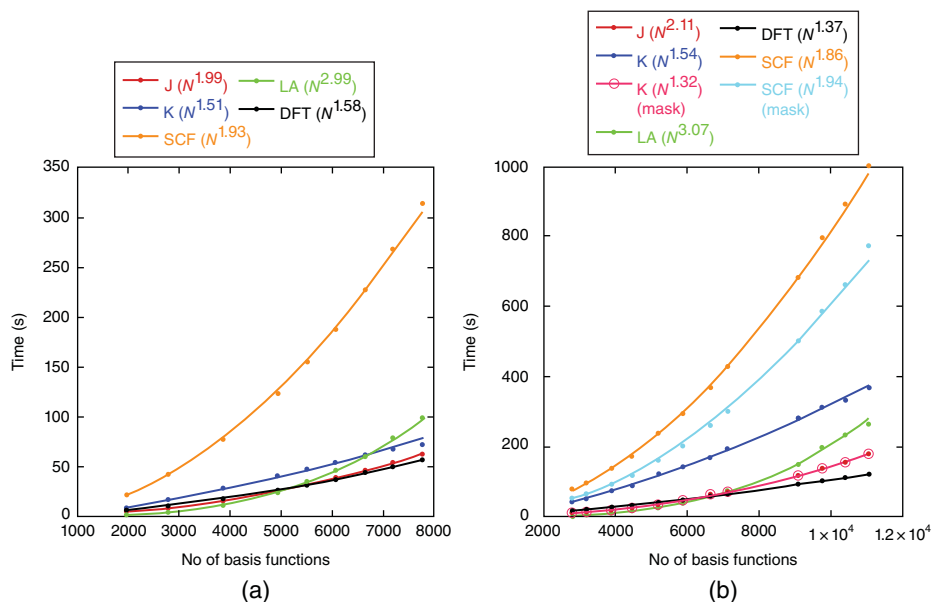 J (N^1.99)
LA (N^2.99)
K (N^1.51)
DFT (N^1.58)
SCF (N^1.93)
350
300
250
200
150
100
50
0
Time (s)
1000 2000 3000 4000 5000 6000 7000 8000
No of basis functions
(a)
J (N^2.11)
DFT (N^1.37)
K (N^1.54)
SCF (N^1.86)
K (N^1.32)
(mask)
SCF (N^1.94)
(mask)
LA (N^3.07)
1000
800
600
400
200
0
Time (s)
2000 4000 6000 8000 1 × 10^4 1.2 × 10^4
No of basis functions
(b)